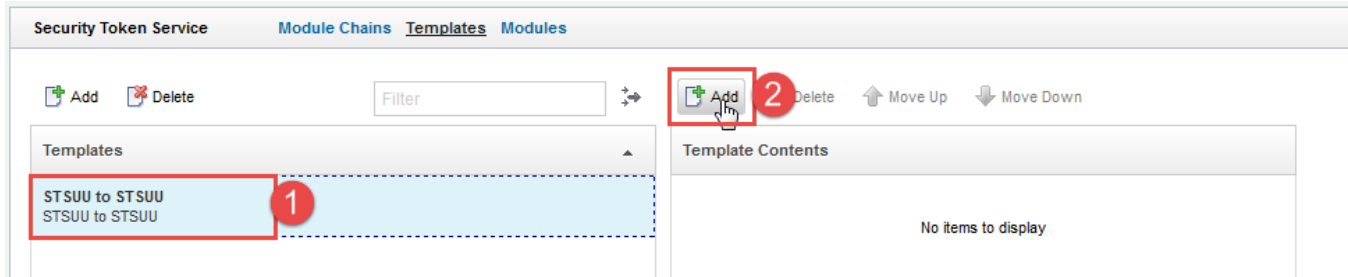 Security Token Service Module Chains Templates Modules
Add Delete Filter Add 2 Delete Move Up Move Down
Templates Template Contents
STSUU to STSUU 1
STSUU to STSUU
No items to display